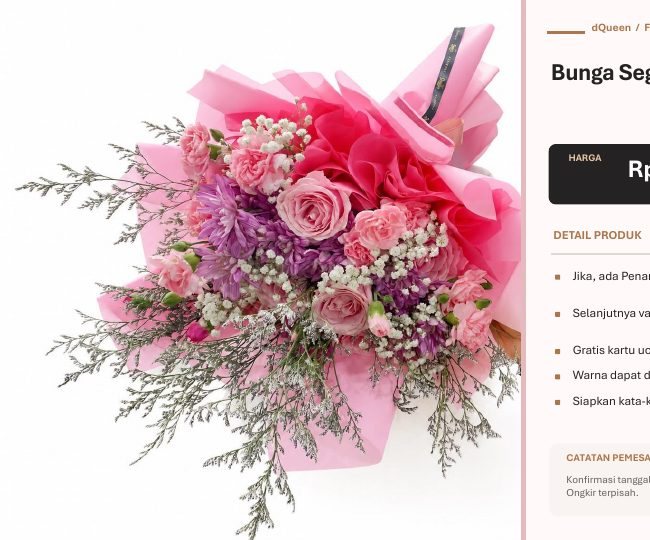 dQueen / F
Bunga Seg
HARGA
Rp
DETAIL PRODUK
Jika, ada Penan
Selanjutnya va
Gratis kartu uc
Warna dapat d
Siapkan kata-k
CATATAN PEMESA
Konfirmasi tanggal
Ongkir terpisah.